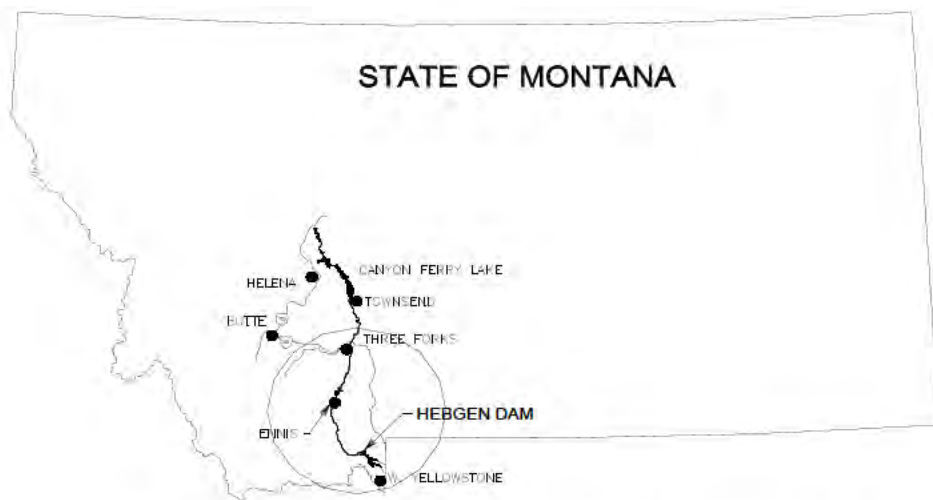 STATE OF MONTANA
CANYON FERRY LAKE
HELENA
TOWNSEND
BUTTE
THREE FORKS
HEBGEN DAM
ENNIS
W. YELLOWSTONE